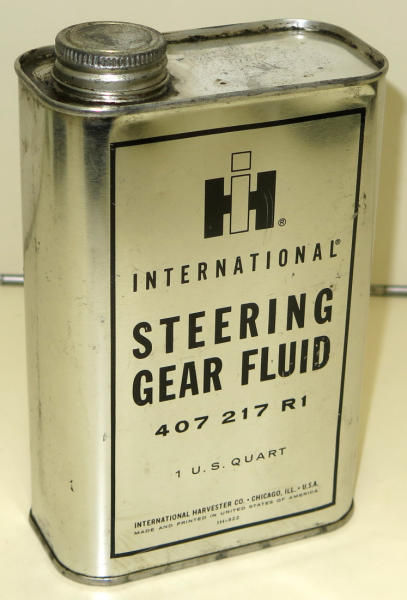 IH®
INTERNATIONAL®
STEERING
GEAR FLUID
407 217 R1
1 U.S. QUART
INTERNATIONAL HARVESTER CO. • CHICAGO, ILL. • U.S.A.
MADE AND PRINTED IN UNITED STATES OF AMERICA